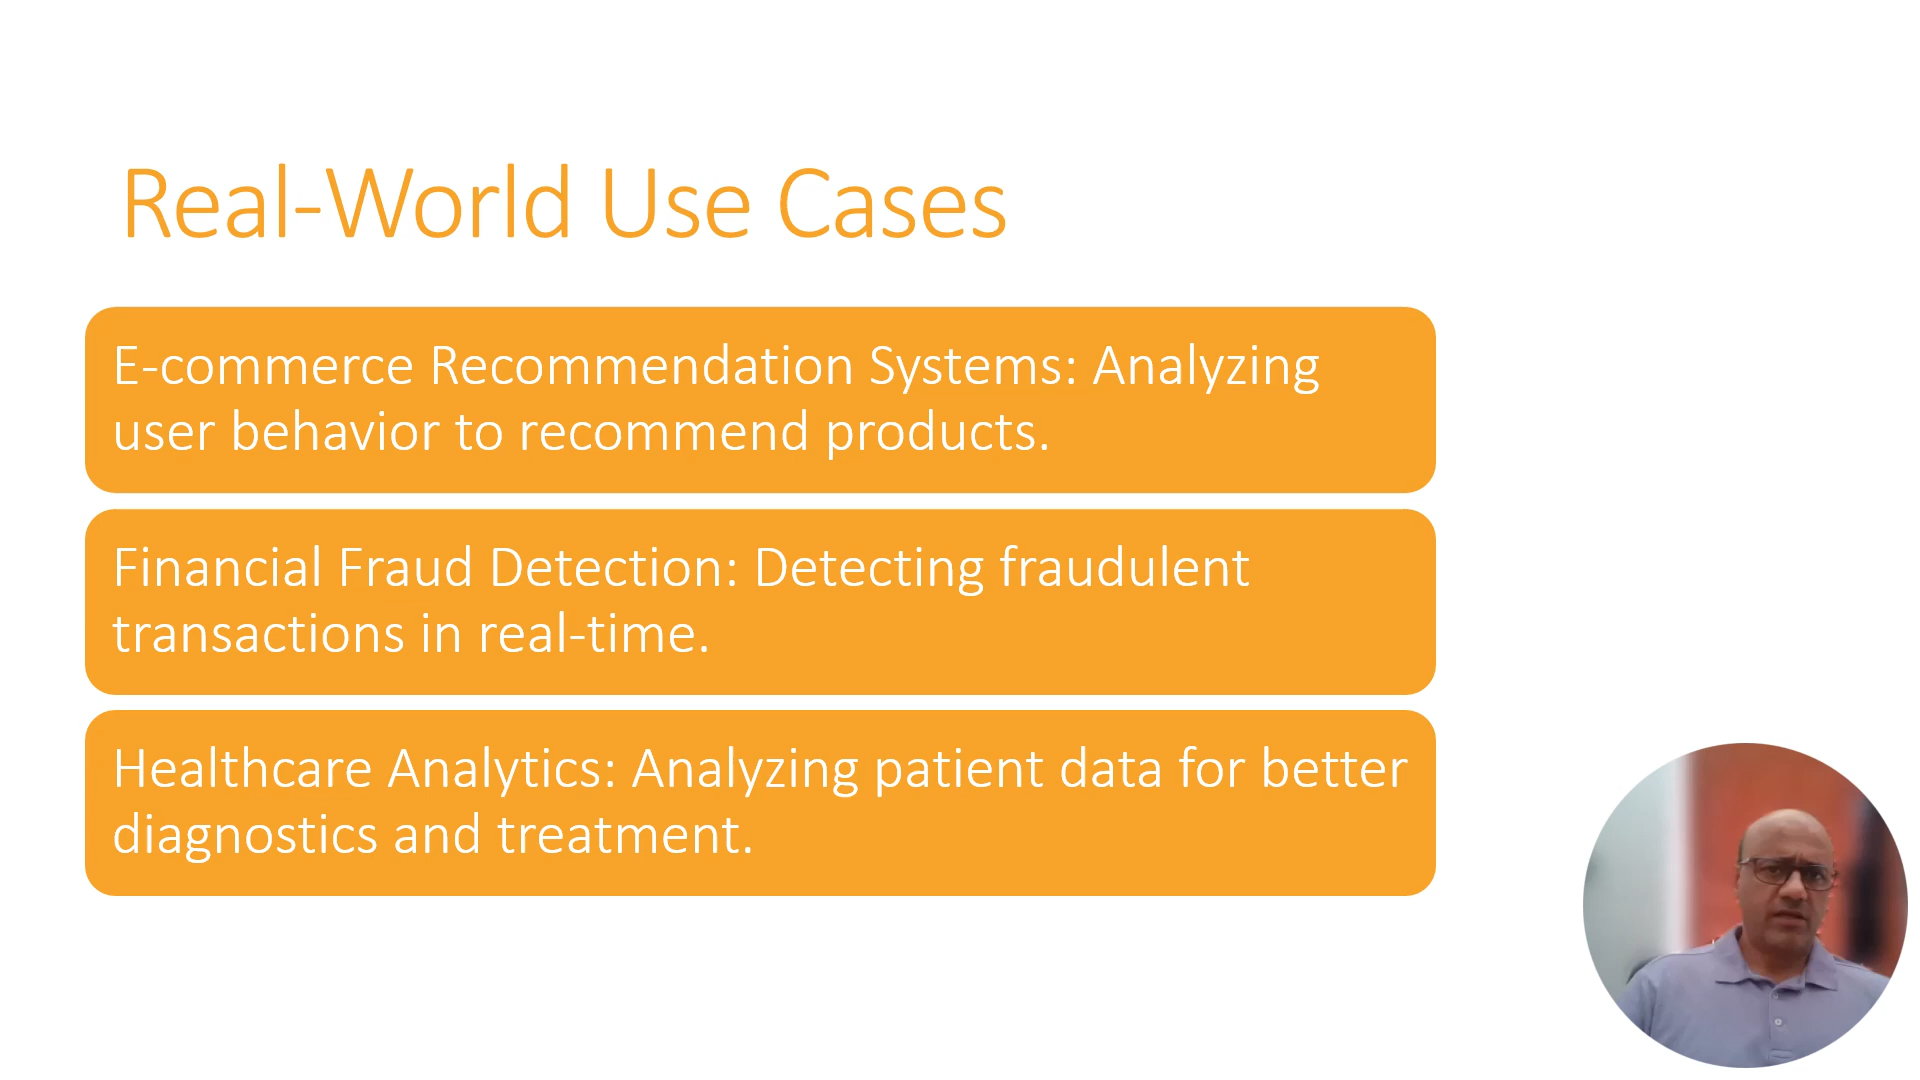 Real-World Use Cases
E-commerce Recommendation Systems: Analyzing
user behavior to recommend products.
Financial Fraud Detection: Detecting fraudulent
transactions in real-time.
Healthcare Analytics: Analyzing patient data for better
diagnostics and treatment.